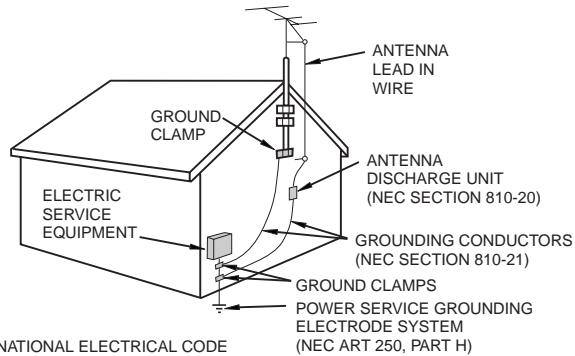 ANTENNA
LEAD IN
WIRE
GROUND
CLAMP
ANTENNA
DISCHARGE UNIT
(NEC SECTION 810-20)
ELECTRIC
SERVICE
EQUIPMENT
GROUNDING CONDUCTORS
(NEC SECTION 810-21)
GROUND CLAMPS
POWER SERVICE GROUNDING
ELECTRODE SYSTEM
(NEC ART 250, PART H)
NATIONAL ELECTRICAL CODE